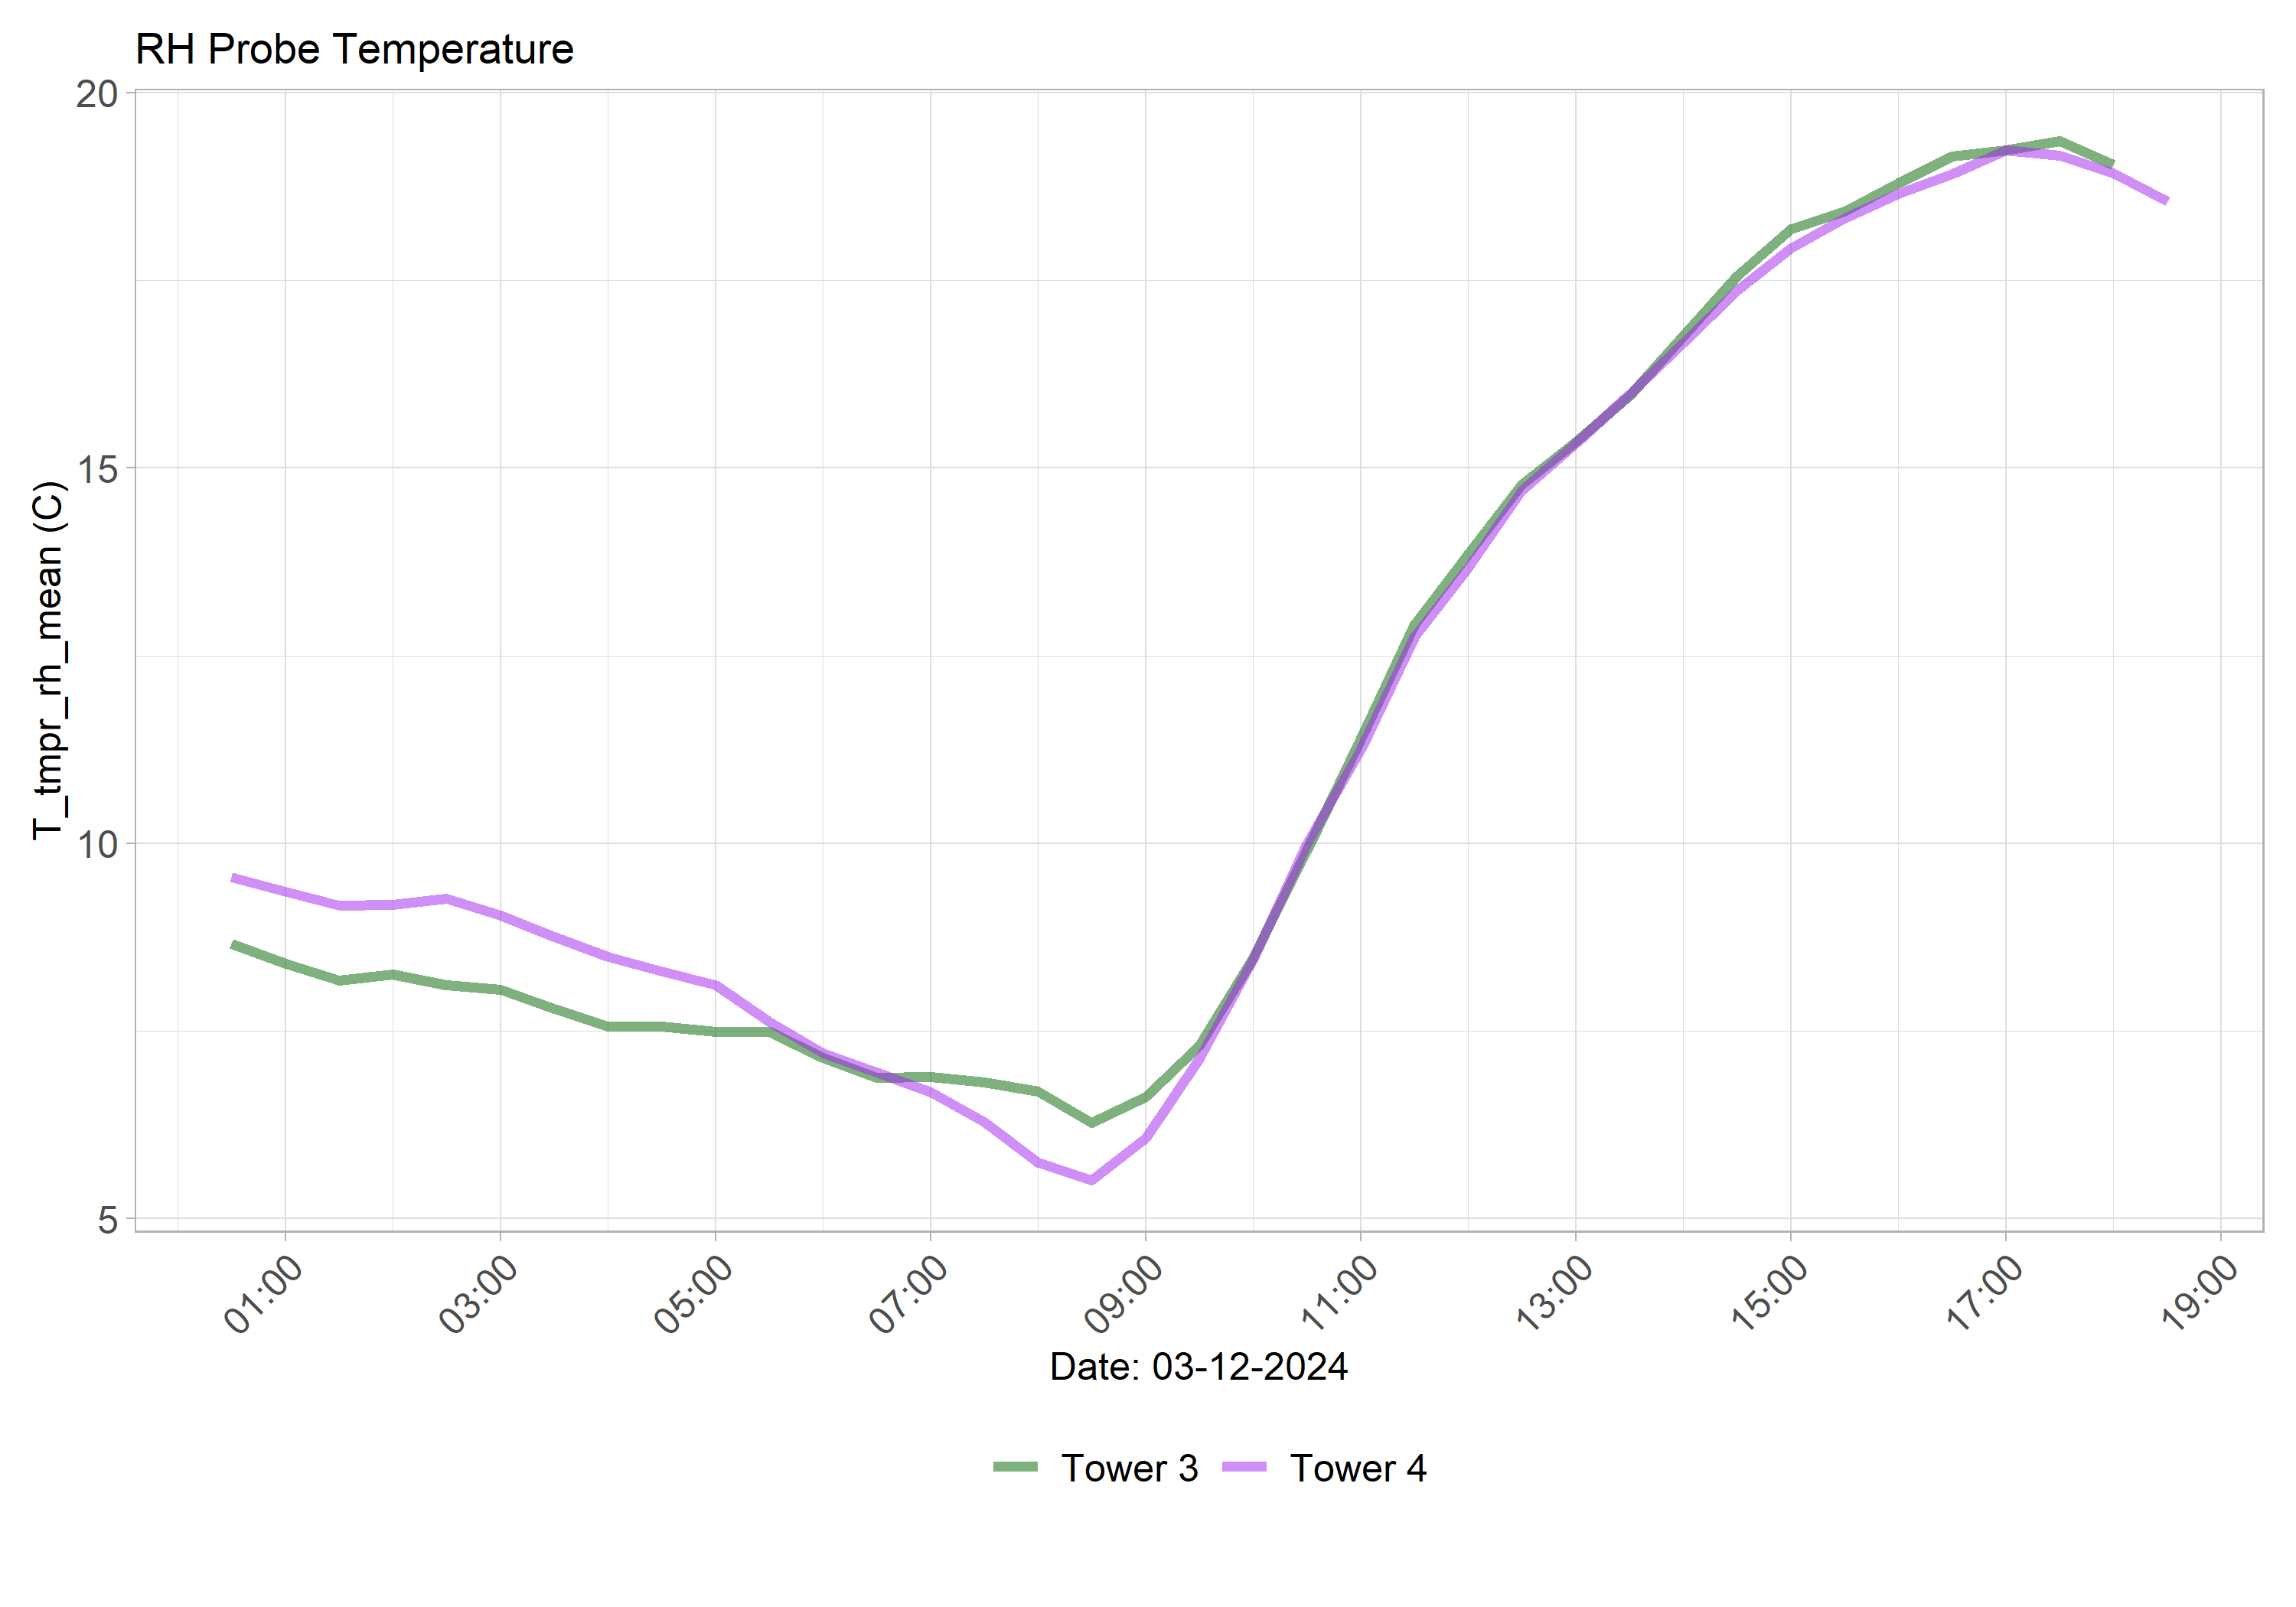 RH Probe Temperature
T_tmpr_rh_mean (C)
20
15
10
5
01:00 03:00 05:00 07:00 09:00 11:00 13:00 15:00 17:00 19:00
Date: 03-12-2024
Tower 3 Tower 4